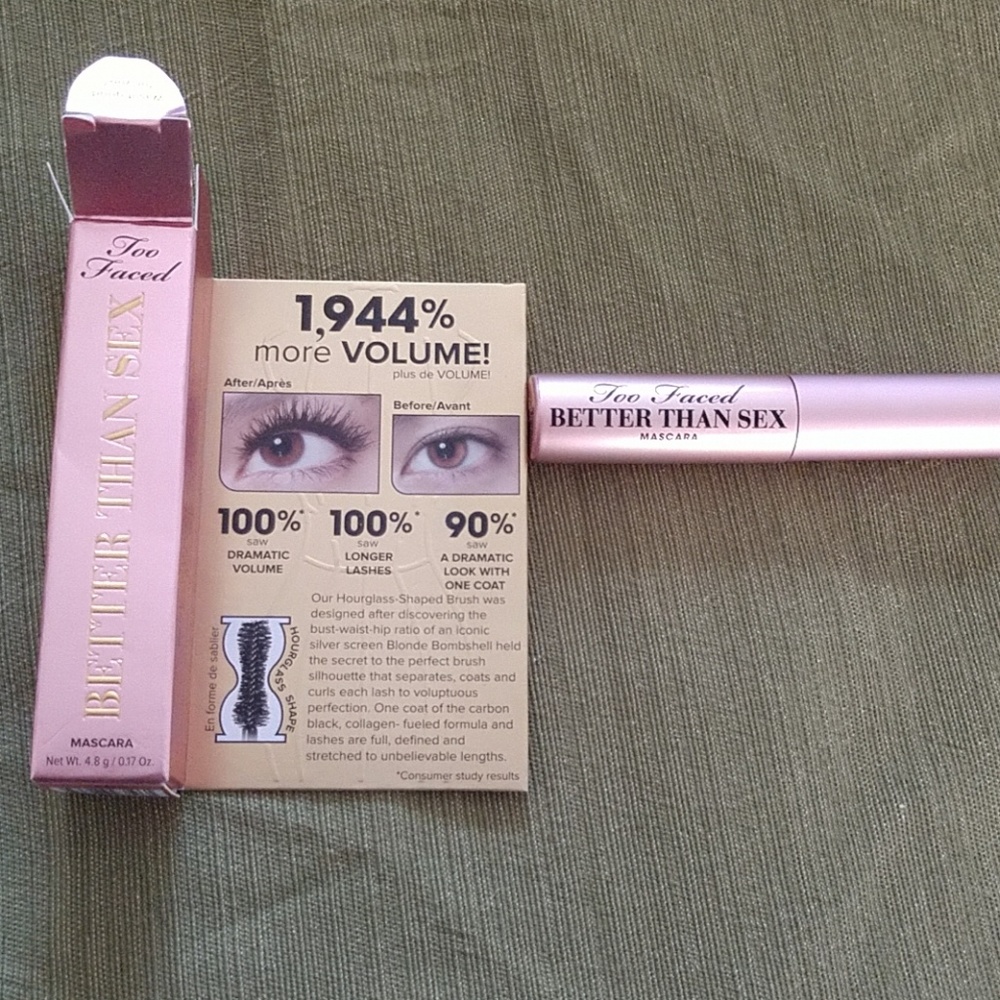 Too
Faced
BETTER THAN SEX
MASCARA
Net Wt. 4.8 g / 0.17 Oz.
1,944%
more VOLUME!
plus de VOLUME!
After/Après
Before/Avant
100%*
saw
DRAMATIC
VOLUME
100%*
saw
LONGER
LASHES
90%*
saw
A DRAMATIC
LOOK WITH
ONE COAT
En forme de sablier
HOURGLASS SHAPE
Our Hourglass-Shaped Brush was
designed after discovering the
bust-waist-hip ratio of an iconic
silver screen Blonde Bombshell held
the secret to the perfect brush
silhouette that separates, coats and
curls each lash to voluptuous
perfection. One coat of the carbon
black, collagen- fueled formula and
lashes are full, defined and
stretched to unbelievable lengths.
*Consumer study results
Too Faced
BETTER THAN SEX
MASCARA